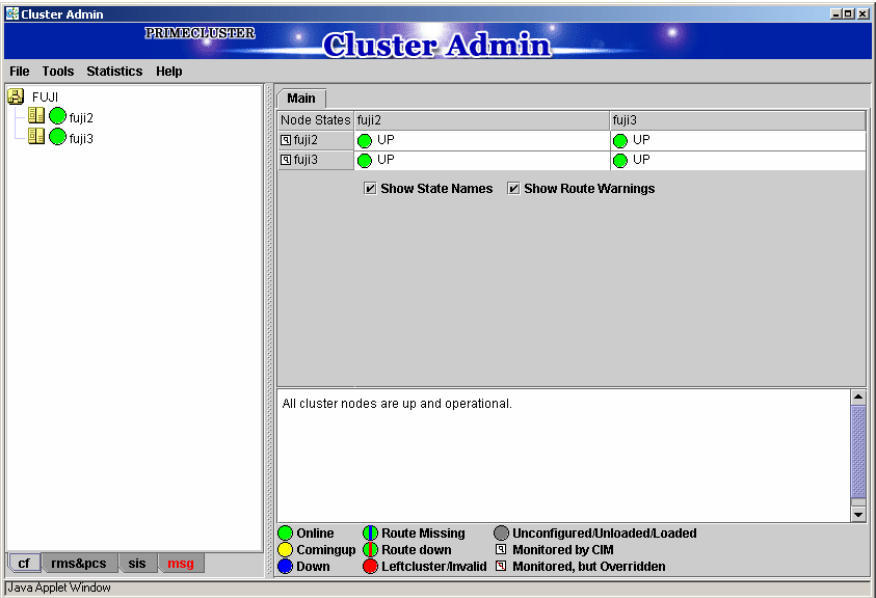 Cluster Admin
PRIMECLUSTER
Cluster Admin
File Tools Statistics Help
FUJI
fuji2
fuji3
Main
Node States fuji2 fuji3
fuji2 UP UP
fuji3 UP UP
Show State Names Show Route Warnings
All cluster nodes are up and operational.
Online Route Missing Unconfigured/Unloaded/Loaded
Comingup Route down Monitored by CIM
Down Leftcluster/Invalid Monitored, but Overridden
cf rms&pcs sis msg
Java Applet Window